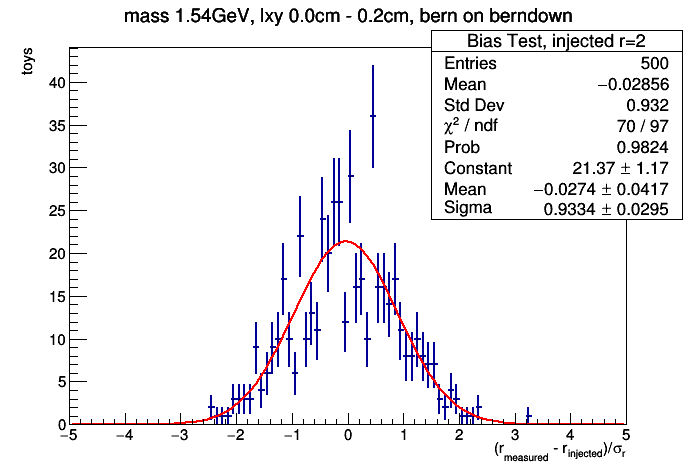 mass 1.54GeV, lxy 0.0cm - 0.2cm, bern on berndown
Bias Test, injected r=2
Entries 500
Mean −0.02856
Std Dev 0.932
χ² / ndf 70 / 97
Prob 0.9824
Constant 21.37 ± 1.17
Mean −0.0274 ± 0.0417
Sigma 0.9334 ± 0.0295
toys
40
35
30
25
20
15
10
5
0
−5 −4 −3 −2 −1 0 1 2 3 4 5
(r_measured - r_injected)/σ_r